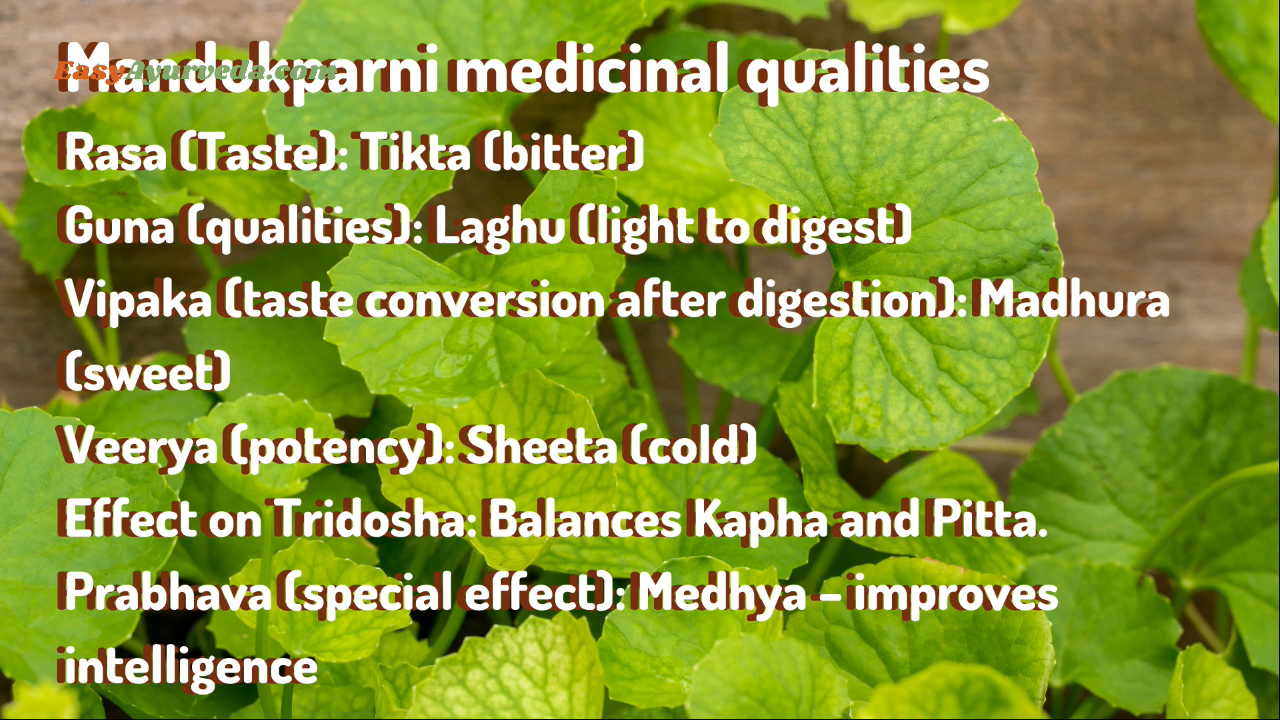 Mandukparni medicinal qualities
EasyAyurveda.com
Rasa (Taste): Tikta (bitter)
Guna (qualities): Laghu (light to digest)
Vipaka (taste conversion after digestion): Madhura
(sweet)
Veerya (potency): Sheeta (cold)
Effect on Tridosha: Balances Kapha and Pitta.
Prabhava (special effect): Medhya – improves
intelligence